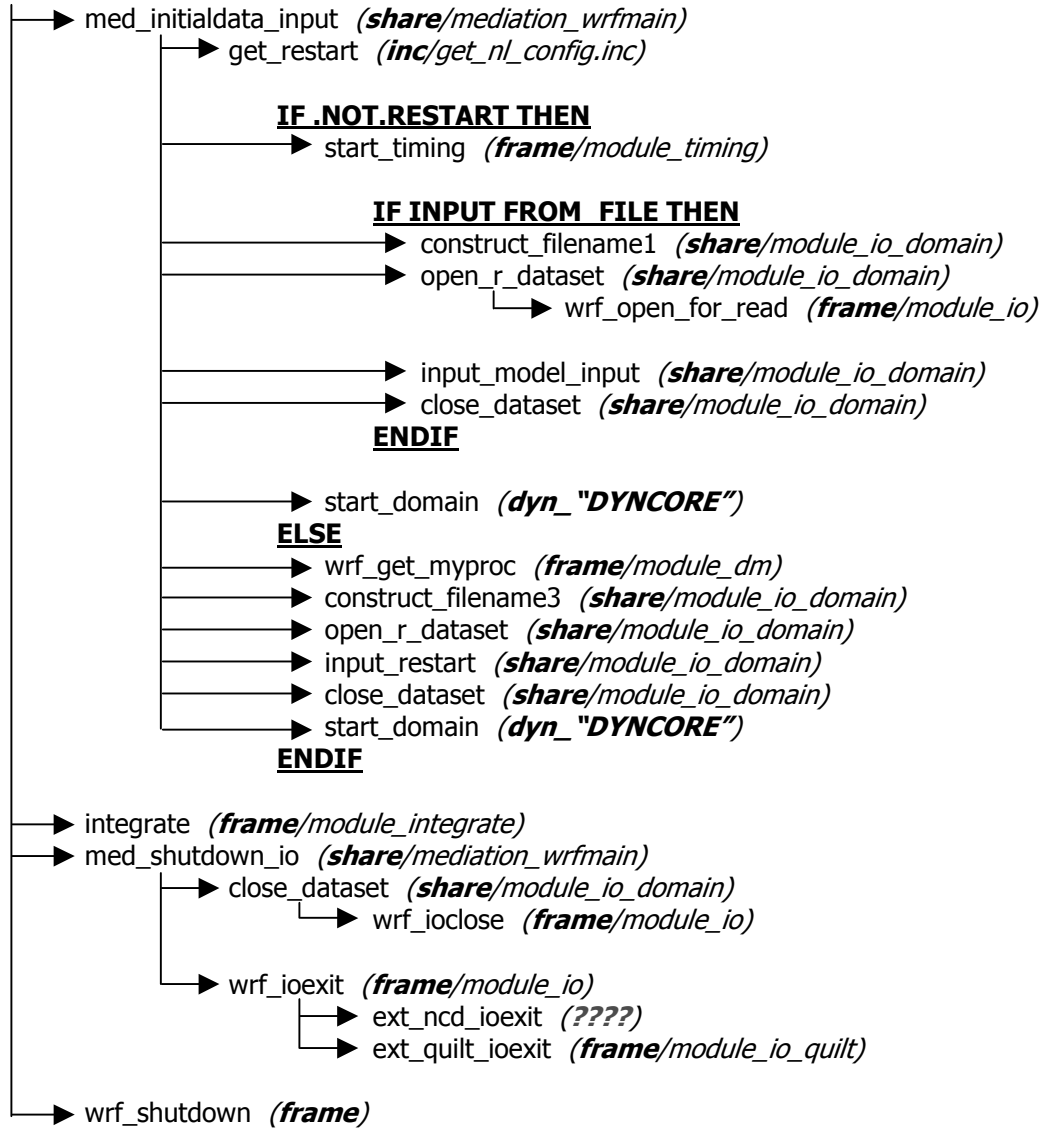 med_initialdata_input (share/mediation_wrfmain)
get_restart (inc/get_nl_config.inc)
IF .NOT.RESTART THEN
start_timing (frame/module_timing)
IF INPUT FROM_FILE THEN
construct_filename1 (share/module_io_domain)
open_r_dataset (share/module_io_domain)
wrf_open_for_read (frame/module_io)
input_model_input (share/module_io_domain)
close_dataset (share/module_io_domain)
ENDIF
start_domain (dyn_“DYNCORE”)
ELSE
wrf_get_myproc (frame/module_dm)
construct_filename3 (share/module_io_domain)
open_r_dataset (share/module_io_domain)
input_restart (share/module_io_domain)
close_dataset (share/module_io_domain)
start_domain (dyn_“DYNCORE”)
ENDIF
integrate (frame/module_integrate)
med_shutdown_io (share/mediation_wrfmain)
close_dataset (share/module_io_domain)
wrf_ioclose (frame/module_io)
wrf_ioexit (frame/module_io)
ext_ncd_ioexit (????)
ext_quilt_ioexit (frame/module_io_quilt)
wrf_shutdown (frame)